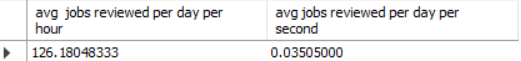 avg  jobs reviewed per day per avg jobs reviewed per day per
hour second
126.18048333 0.03505000